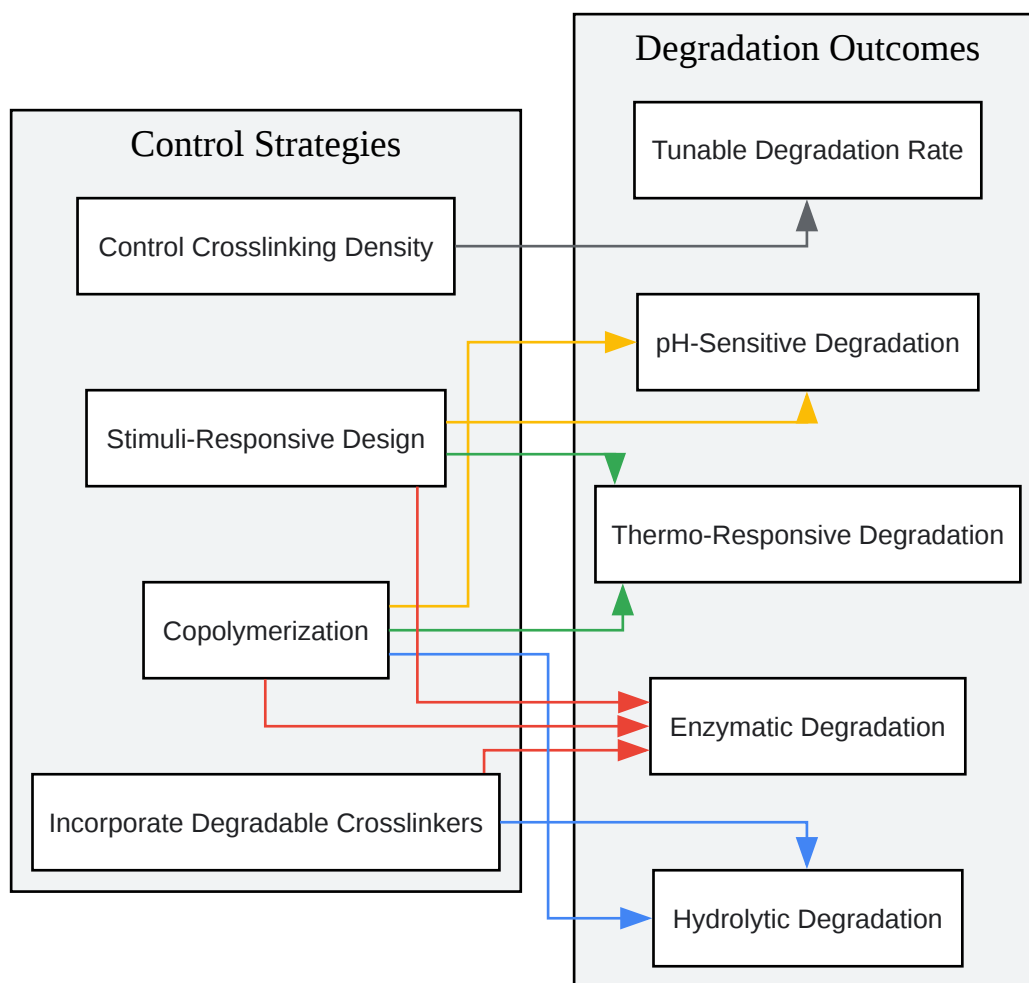 Control Strategies
Control Crosslinking Density
Stimuli-Responsive Design
Copolymerization
Incorporate Degradable Crosslinkers
Degradation Outcomes
Tunable Degradation Rate
pH-Sensitive Degradation
Thermo-Responsive Degradation
Enzymatic Degradation
Hydrolytic Degradation